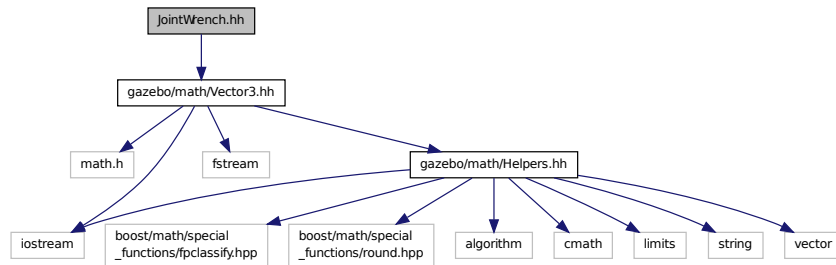 JointWrench.hh
gazebo/math/Vector3.hh
math.h
fstream
gazebo/math/Helpers.hh
iostream
boost/math/special
_functions/fpclassify.hpp
boost/math/special
_functions/round.hpp
algorithm
cmath
limits
string
vector